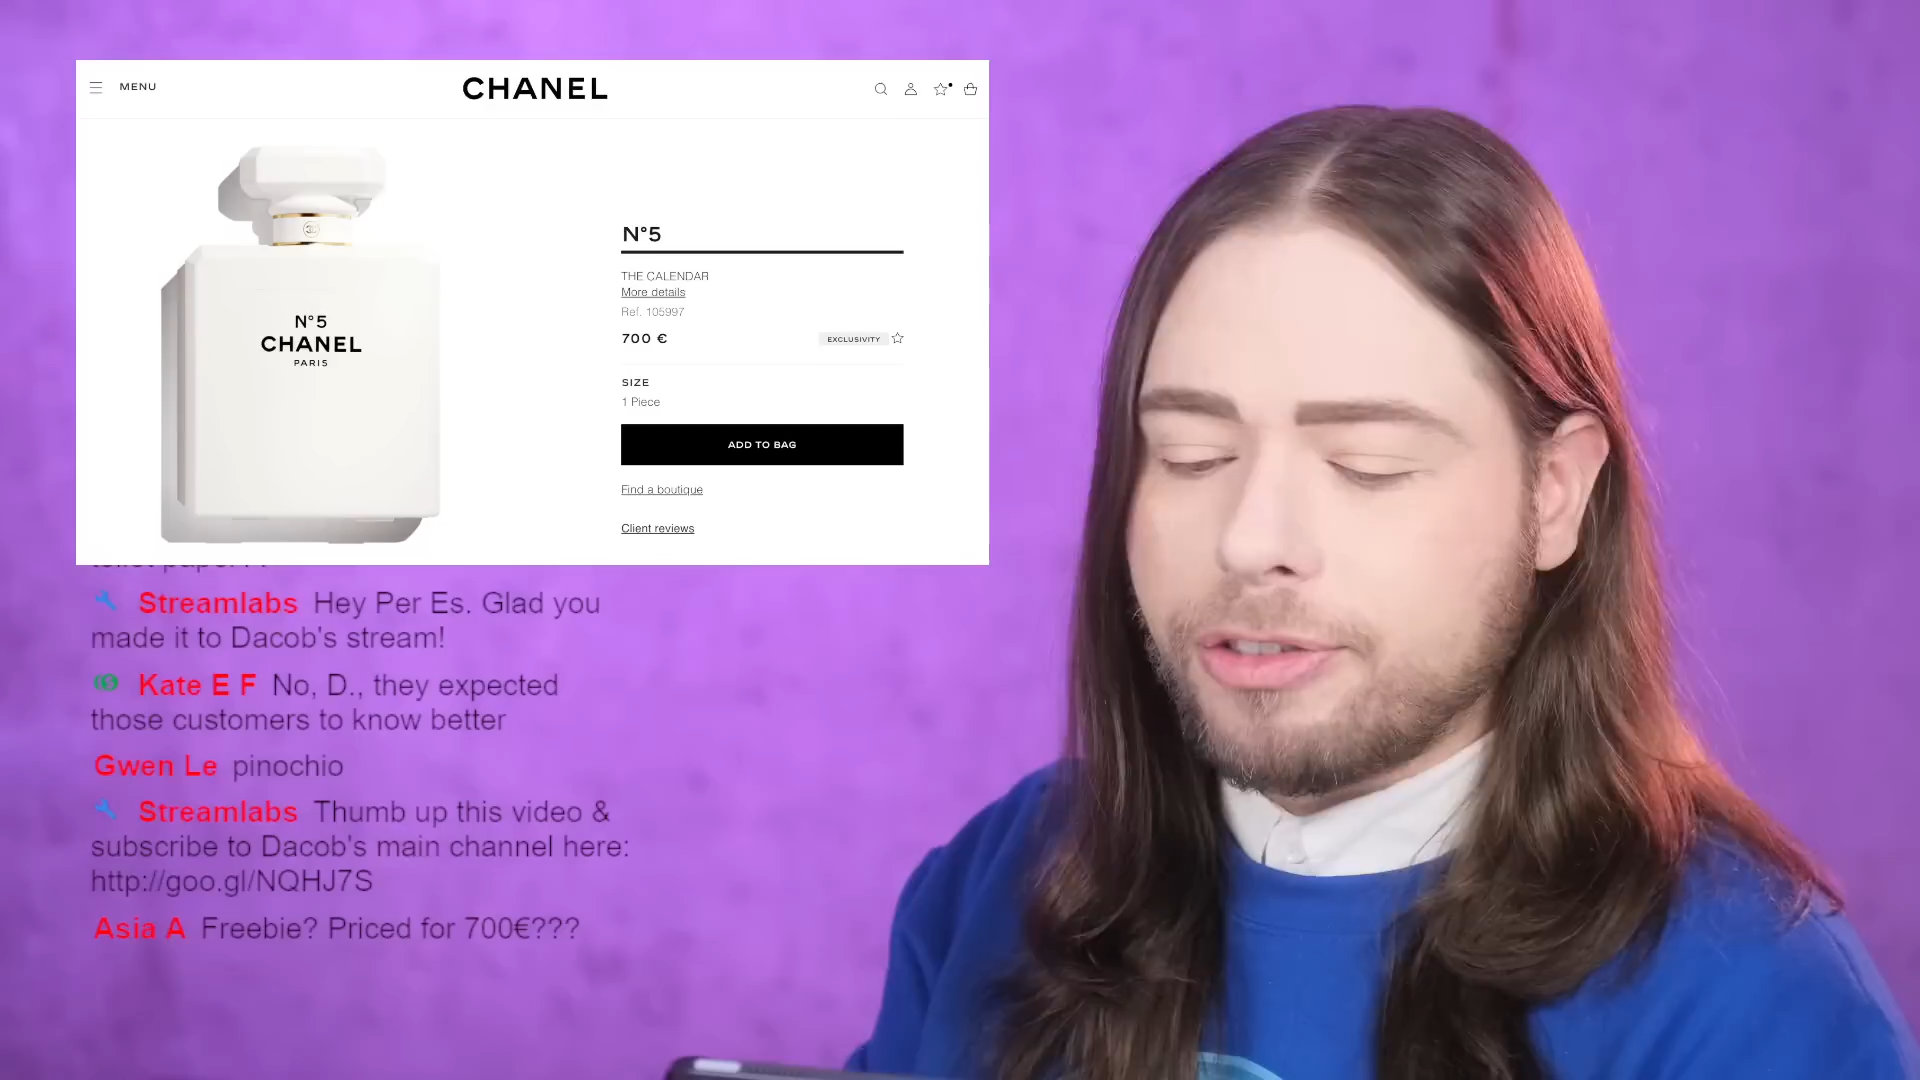 MENU
CHANEL
N°5
CHANEL
PARIS
N°5
THE CALENDAR
More details
Ref. 105997
700 €
EXCLUSIVITY
SIZE
1 Piece
ADD TO BAG
Find a boutique
Client reviews
Streamlabs Hey Per Es. Glad you
made it to Dacob's stream!
Kate E F No, D., they expected
those customers to know better
Gwen Le pinochio
Streamlabs Thumb up this video &
subscribe to Dacob's main channel here:
http://goo.gl/NQHJ7S
Asia A Freebie? Priced for 700€???